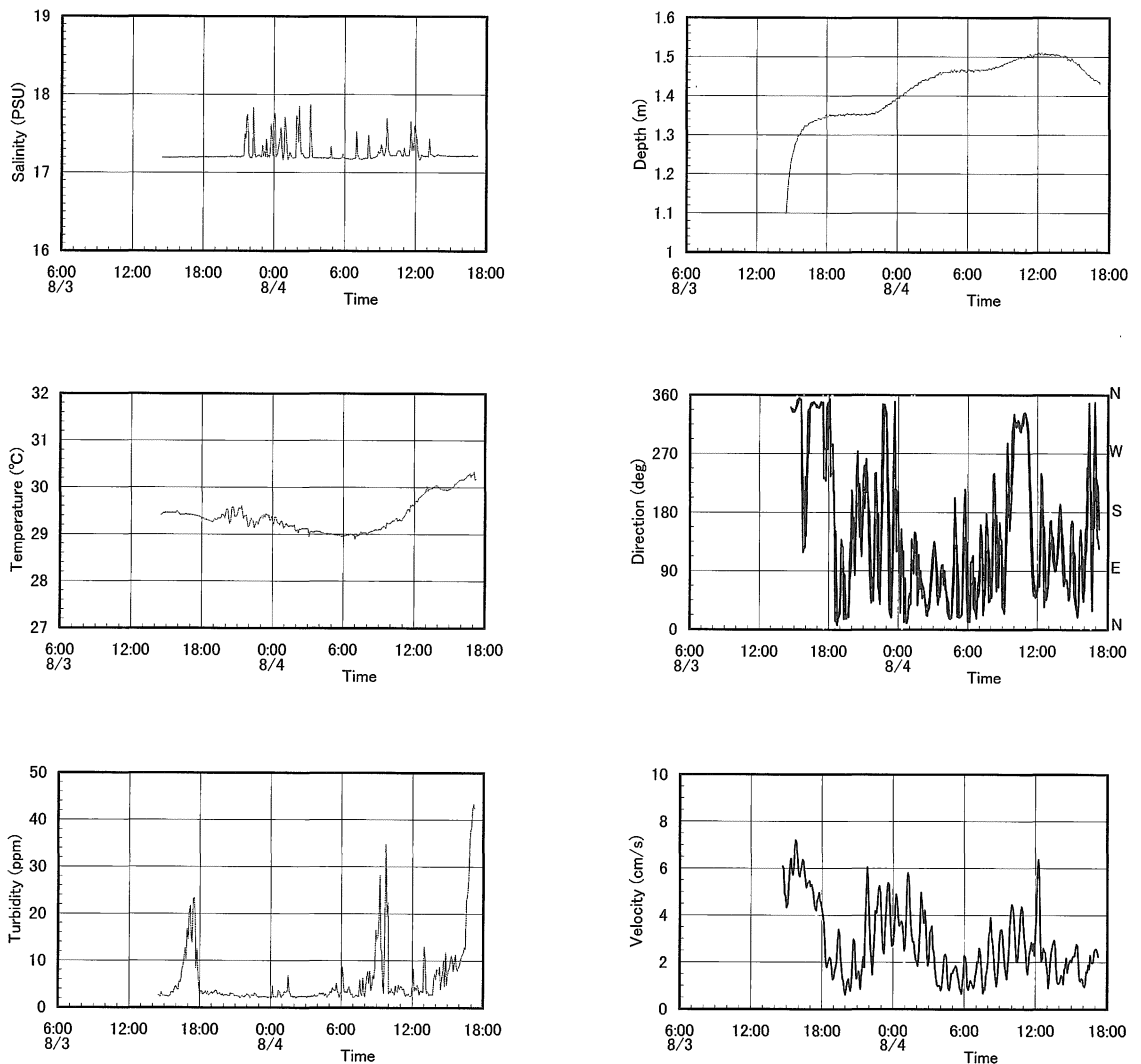 19
18
17
16
Salinity (PSU)
6:00 12:00 18:00 0:00 6:00 12:00 18:00
8/3 8/4
Time
1.6
1.5
1.4
1.3
1.2
1.1
1
Depth (m)
6:00 12:00 18:00 0:00 6:00 12:00 18:00
8/3 8/4
Time
32
31
30
29
28
27
Temperature (℃)
6:00 12:00 18:00 0:00 6:00 12:00 18:00
8/3 8/4
Time
360 N
270 W
180 S
90 E
0 N
Direction (deg)
6:00 12:00 18:00 0:00 6:00 12:00 18:00
8/3 8/4
Time
50
40
30
20
10
0
Turbidity (ppm)
6:00 12:00 18:00 0:00 6:00 12:00 18:00
8/3 8/4
Time
10
8
6
4
2
0
Velocity (cm/s)
6:00 12:00 18:00 0:00 6:00 12:00 18:00
8/3 8/4
Time